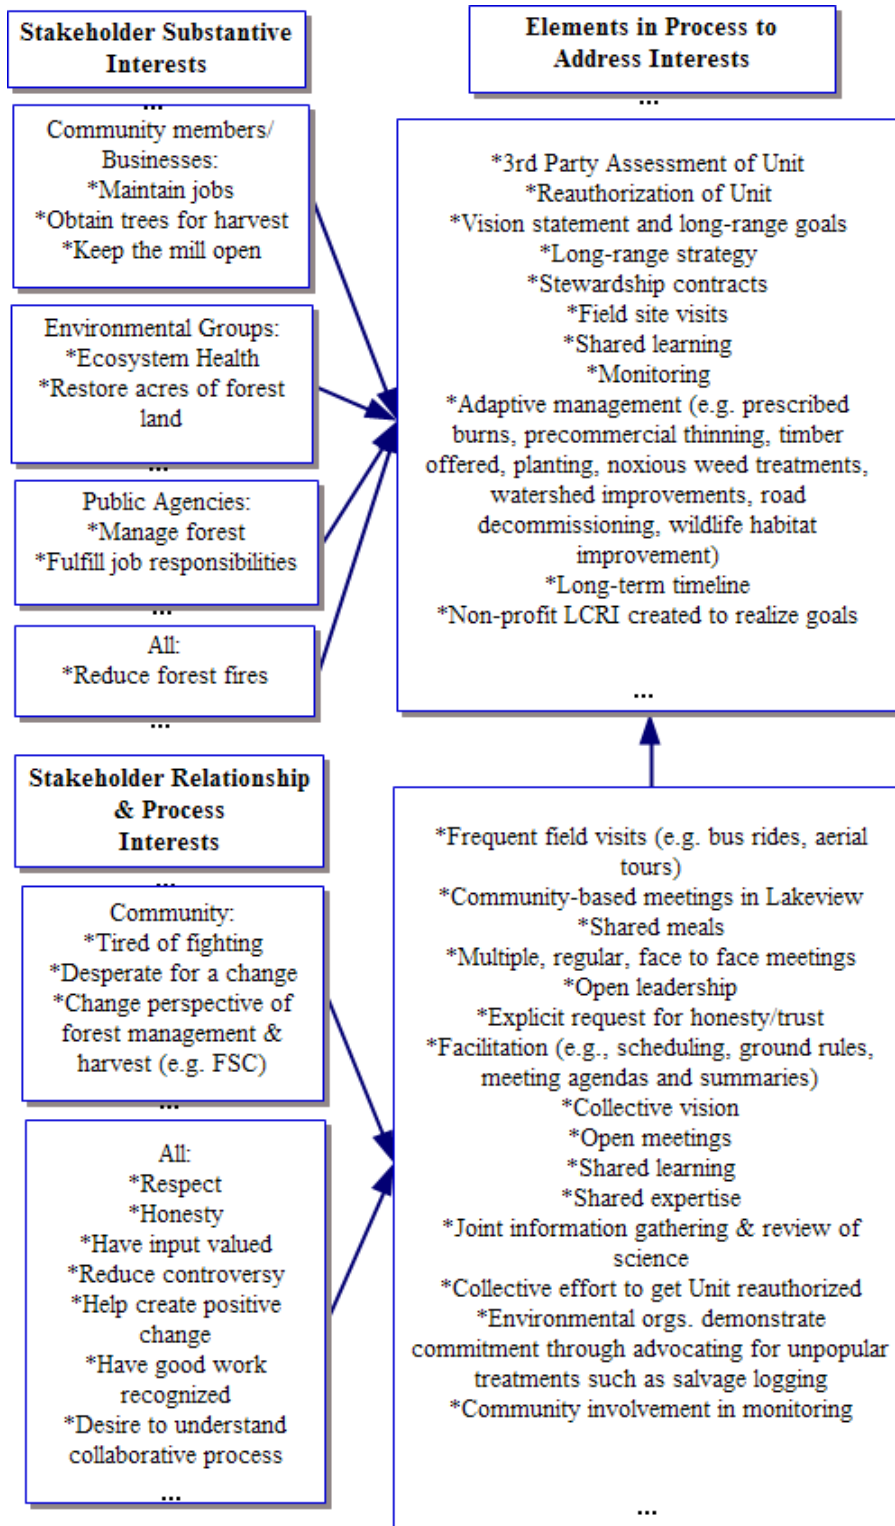 Stakeholder Substantive
Interests
...
Community members/
Businesses:
*Maintain jobs
*Obtain trees for harvest
*Keep the mill open
Environmental Groups:
*Ecosystem Health
*Restore acres of forest
land
...
Public Agencies:
*Manage forest
*Fulfill job responsibilities
...
All:
*Reduce forest fires
...
Elements in Process to
Address Interests
...
*3rd Party Assessment of Unit
*Reauthorization of Unit
*Vision statement and long-range goals
*Long-range strategy
*Stewardship contracts
*Field site visits
*Shared learning
*Monitoring
*Adaptive management (e.g. prescribed
burns, precommercial thinning, timber
offered, planting, noxious weed treatments,
watershed improvements, road
decommissioning, wildlife habitat
improvement)
*Long-term timeline
*Non-profit LCRI created to realize goals
...
Stakeholder Relationship
& Process
Interests
...
Community:
*Tired of fighting
*Desperate for a change
*Change perspective of
forest management &
harvest (e.g. FSC)
...
All:
*Respect
*Honesty
*Have input valued
*Reduce controversy
*Help create positive
change
*Have good work
recognized
*Desire to understand
collaborative process
...
*Frequent field visits (e.g. bus rides, aerial
tours)
*Community-based meetings in Lakeview
*Shared meals
*Multiple, regular, face to face meetings
*Open leadership
*Explicit request for honesty/trust
*Facilitation (e.g., scheduling, ground rules,
meeting agendas and summaries)
*Collective vision
*Open meetings
*Shared learning
*Shared expertise
*Joint information gathering & review of
science
*Collective effort to get Unit reauthorized
*Environmental orgs. demonstrate
commitment through advocating for unpopular
treatments such as salvage logging
*Community involvement in monitoring
...